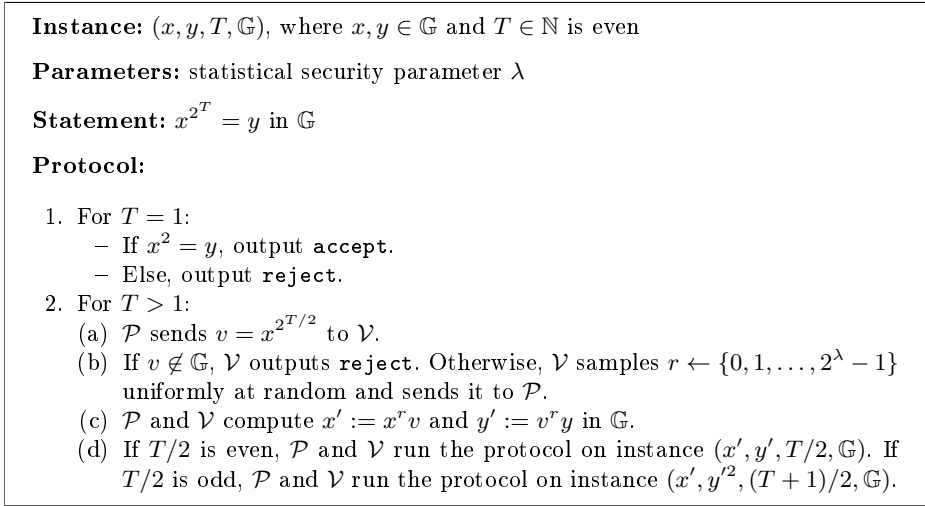 Instance: (x, y, T, 𝔾), where x, y ∈ 𝔾 and T ∈ ℕ is even
Parameters: statistical security parameter λ
Statement: x^{2^T} = y in 𝔾
Protocol:
1. For T = 1:
– If x² = y, output accept.
– Else, output reject.
2. For T > 1:
(a) 𝒫 sends v = x^{2^{T/2}} to 𝒱.
(b) If v ∉ 𝔾, 𝒱 outputs reject. Otherwise, 𝒱 samples r ← {0, 1, . . . , 2^λ − 1}
uniformly at random and sends it to 𝒫.
(c) 𝒫 and 𝒱 compute x′ := x^r v and y′ := v^r y in 𝔾.
(d) If T/2 is even, 𝒫 and 𝒱 run the protocol on instance (x′, y′, T/2, 𝔾). If
T/2 is odd, 𝒫 and 𝒱 run the protocol on instance (x′, y′², (T + 1)/2, 𝔾).